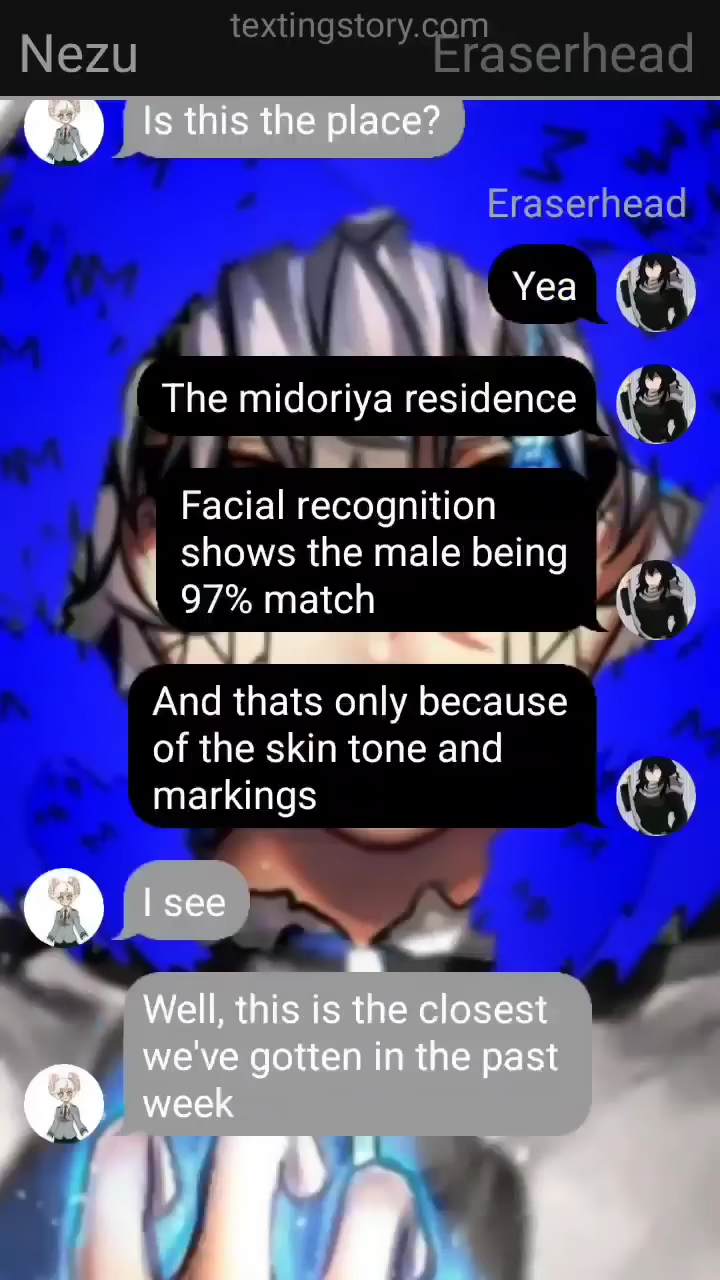 textingstory.com
Nezu Eraserhead
Is this the place?
Eraserhead
Yea
The midoriya residence
Facial recognition
shows the male being
97% match
And thats only because
of the skin tone and
markings
I see
Well, this is the closest
we've gotten in the past
week